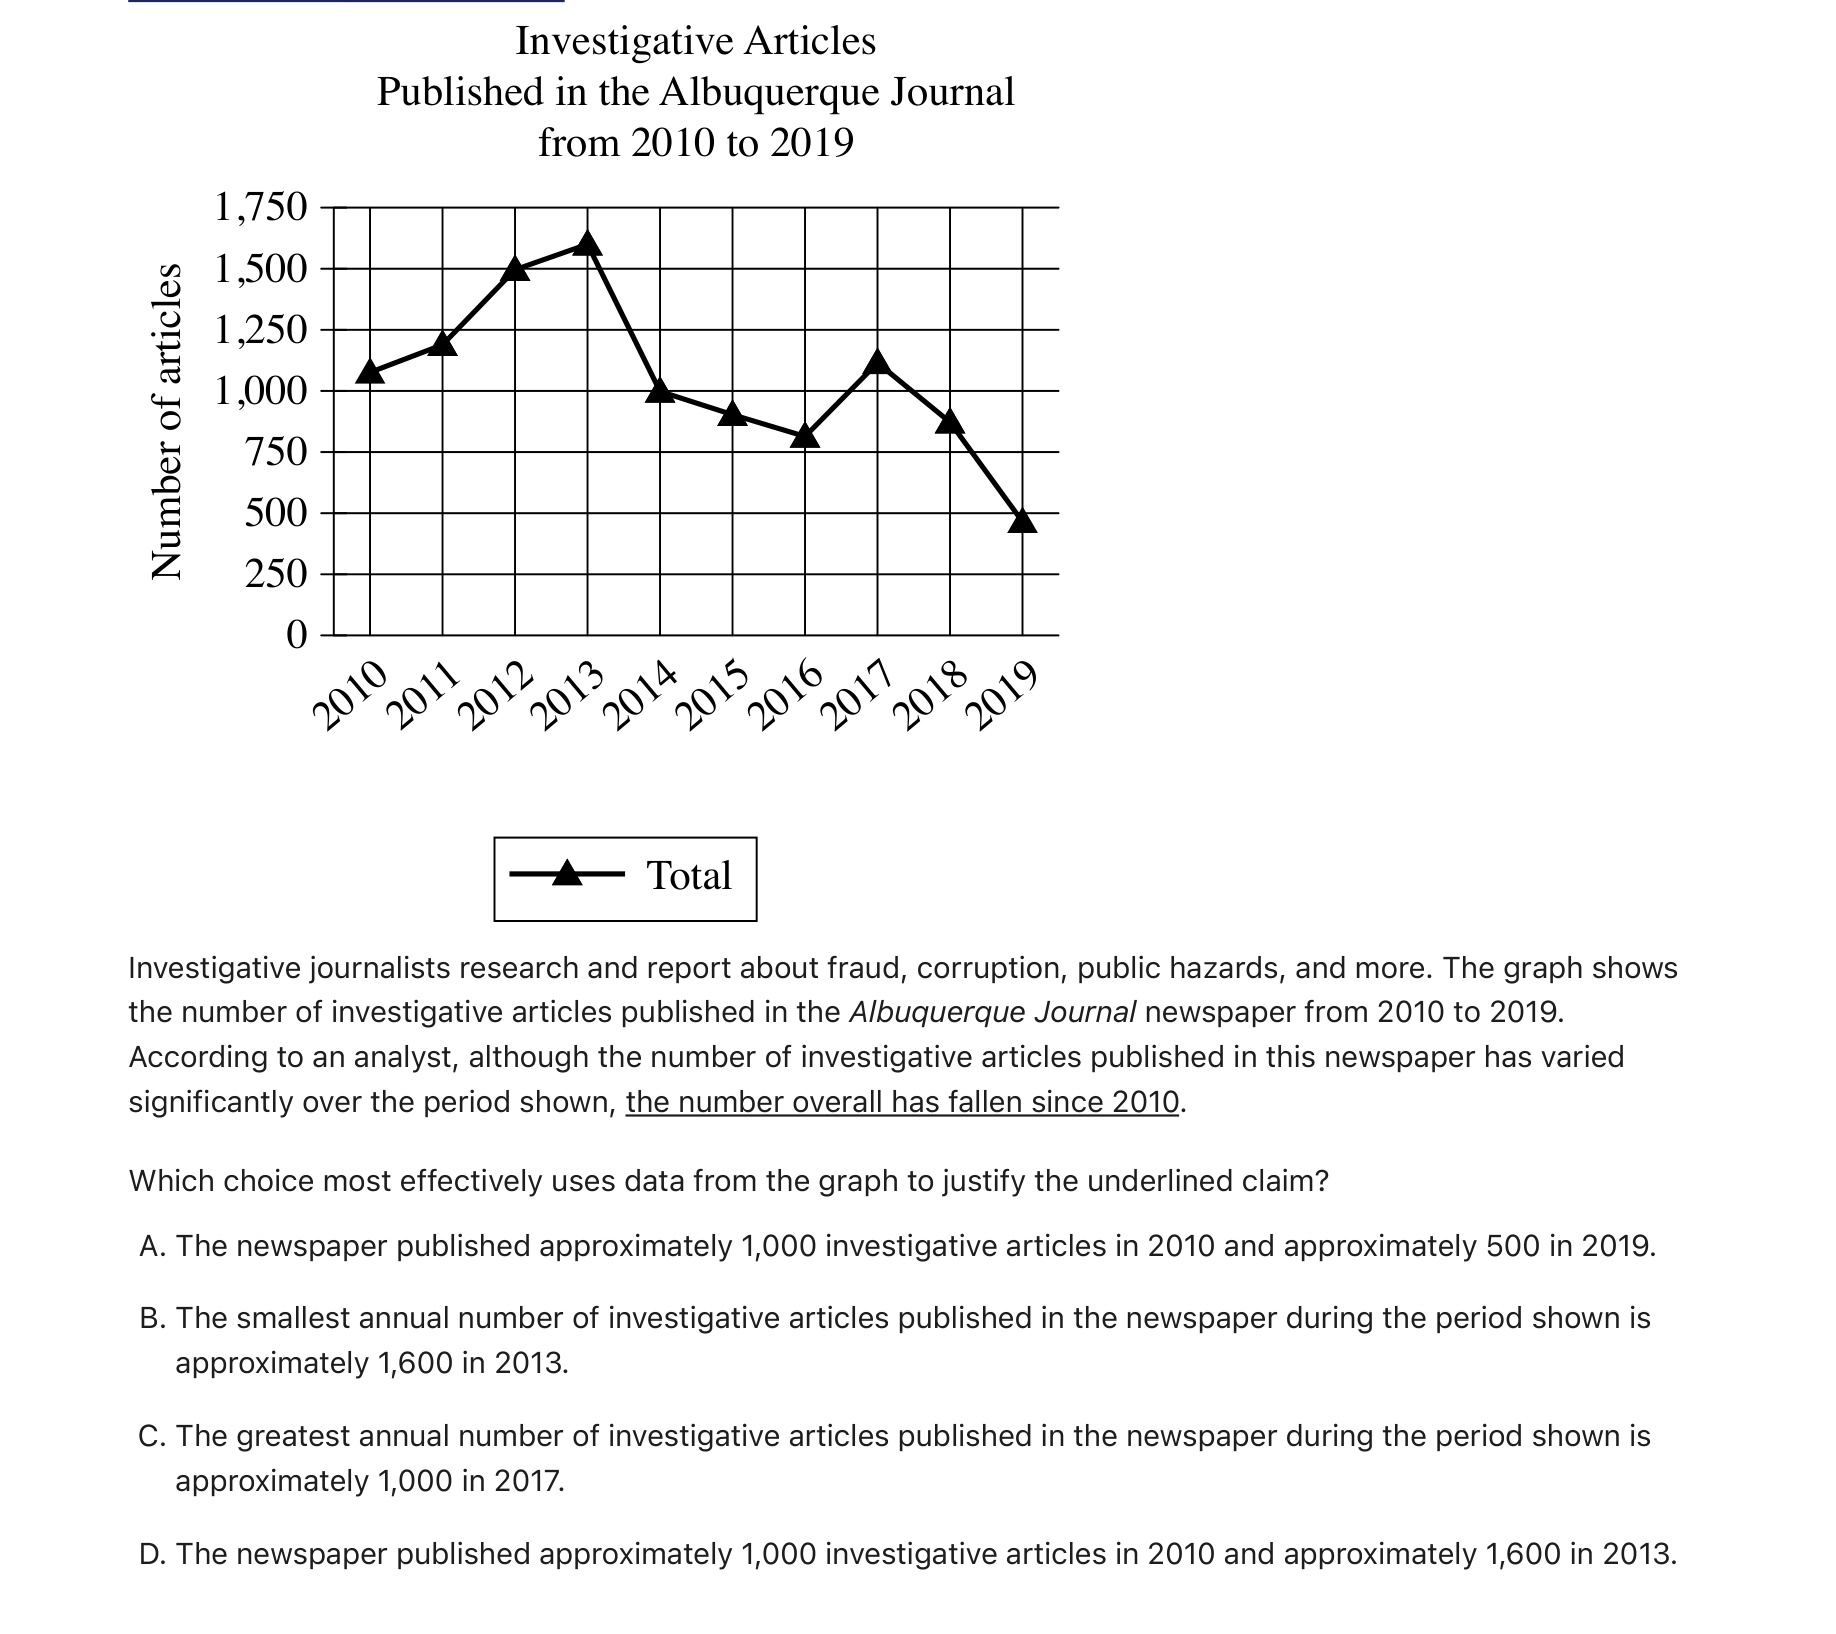 Investigative Articles
Published in the Albuquerque Journal
from 2010 to 2019
Number of articles
1,750
1,500
1,250
1,000
750
500
250
0
2010
2011
2012
2013
2014
2015
2016
2017
2018
2019
Total
Investigative journalists research and report about fraud, corruption, public hazards, and more. The graph shows
the number of investigative articles published in the Albuquerque Journal newspaper from 2010 to 2019.
According to an analyst, although the number of investigative articles published in this newspaper has varied
significantly over the period shown, the number overall has fallen since 2010.
Which choice most effectively uses data from the graph to justify the underlined claim?
A. The newspaper published approximately 1,000 investigative articles in 2010 and approximately 500 in 2019.
B. The smallest annual number of investigative articles published in the newspaper during the period shown is
approximately 1,600 in 2013.
C. The greatest annual number of investigative articles published in the newspaper during the period shown is
approximately 1,000 in 2017.
D. The newspaper published approximately 1,000 investigative articles in 2010 and approximately 1,600 in 2013.